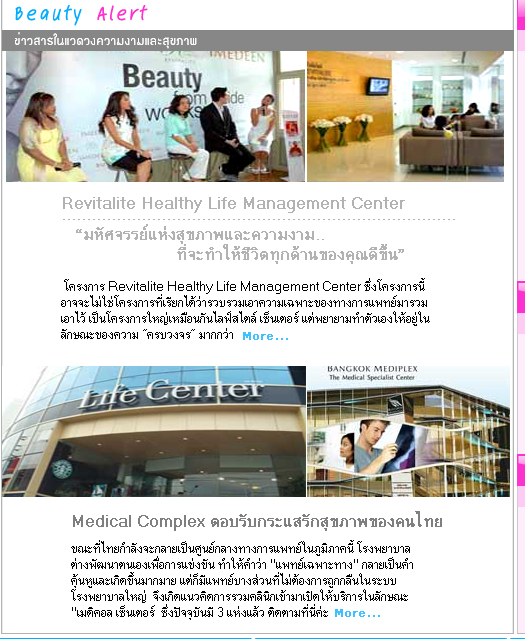 Beauty Alert
ข่าวสารในแวดวงความงามและสุขภาพ
IMEDEEN
Beauty
from
works
Revitalite Healthy Life Management Center
“มหัศจรรย์แห่งสุขภาพและความงาม..
ที่จะทำให้ชีวิตทุกด้านของคุณดีขึ้น”
โครงการ Revitalite Healthy Life Management Center ซึ่งโครงการนี้
อาจจะไม่ใช่โครงการที่เรียกได้ว่ารวบรวมเอาความเฉพาะของทางการแพทย์มารวม
เอาไว้ เป็นโครงการใหญ่เหมือนกันไลฟ์สไตล์ เซ็นเตอร์ แต่พยายามทำตัวเองให้อยู่ใน
ลักษณะของความ "ครบวงจร" มากกว่า More...
Life Center
BANGKOK MEDIPLEX
The Medical Specialist Center
Medical Complex ตอบรับกระแสรักสุขภาพของคนไทย
ขณะที่ไทยกำลังจะกลายเป็นศูนย์กลางทางการแพทย์ในภูมิภาคนี้ โรงพยาบาล
ต่างพัฒนาตนเองเพื่อการแข่งขัน ทำให้คำว่า "แพทย์เฉพาะทาง" กลายเป็นคำ
คุ้นหูและเกิดขึ้นมากมาย แต่ก็มีแพทย์บางส่วนที่ไม่ต้องการถูกกลืนในระบบ
โรงพยาบาลใหญ่ จึงเกิดแนวคิดการรวมคลินิกเข้ามาเปิดให้บริการในลักษณะ
"เมดิคอล เซ็นเตอร์ ซึ่งปัจจุบันมี 3 แห่งแล้ว ติดตามที่นี่ค่ะ More...